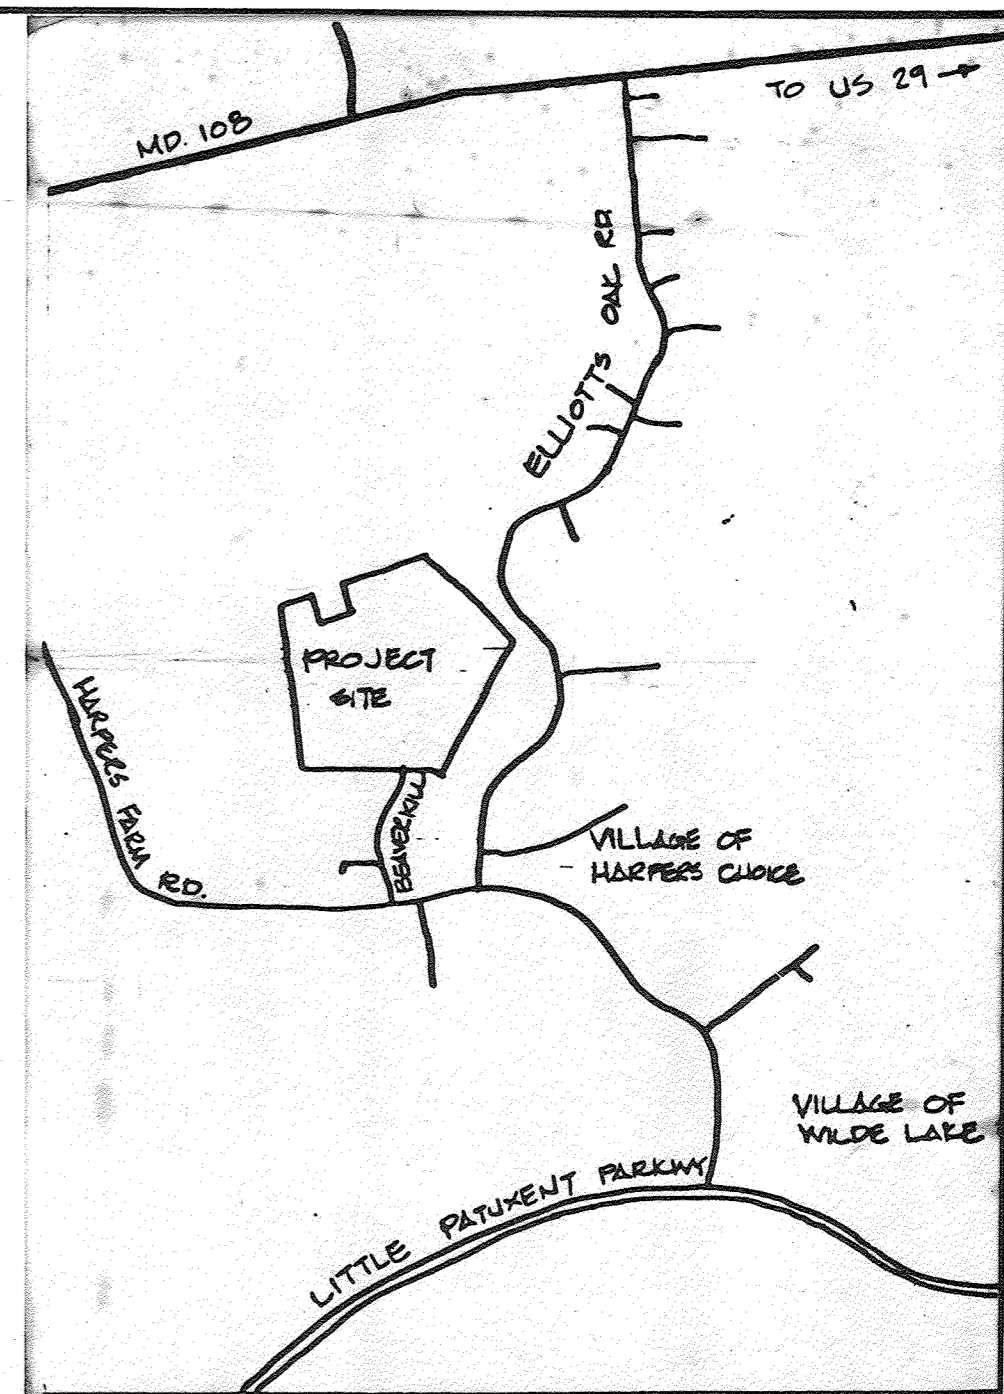 TO US 29
MD. 108
ELLIOTTS OAK RD
PROJECT
SITE
HARPERS FARM RD.
BEAVERKILL
VILLAGE OF
HARPERS CHOICE
VILLAGE OF
WILDE LAKE
LITTLE PATUXENT PARKWY